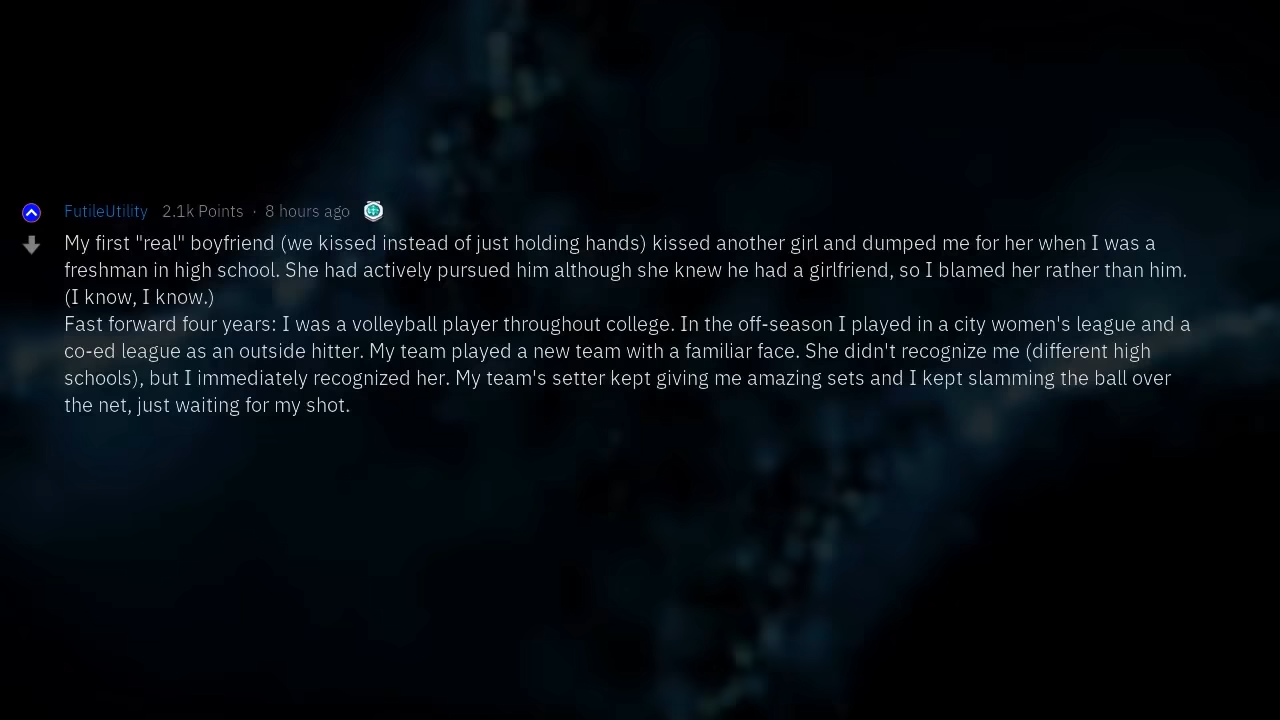 FutileUtility 2.1k Points · 8 hours ago
My first "real" boyfriend (we kissed instead of just holding hands) kissed another girl and dumped me for her when I was a
freshman in high school. She had actively pursued him although she knew he had a girlfriend, so I blamed her rather than him.
(I know, I know.)
Fast forward four years: I was a volleyball player throughout college. In the off-season I played in a city women's league and a
co-ed league as an outside hitter. My team played a new team with a familiar face. She didn't recognize me (different high
schools), but I immediately recognized her. My team's setter kept giving me amazing sets and I kept slamming the ball over
the net, just waiting for my shot.